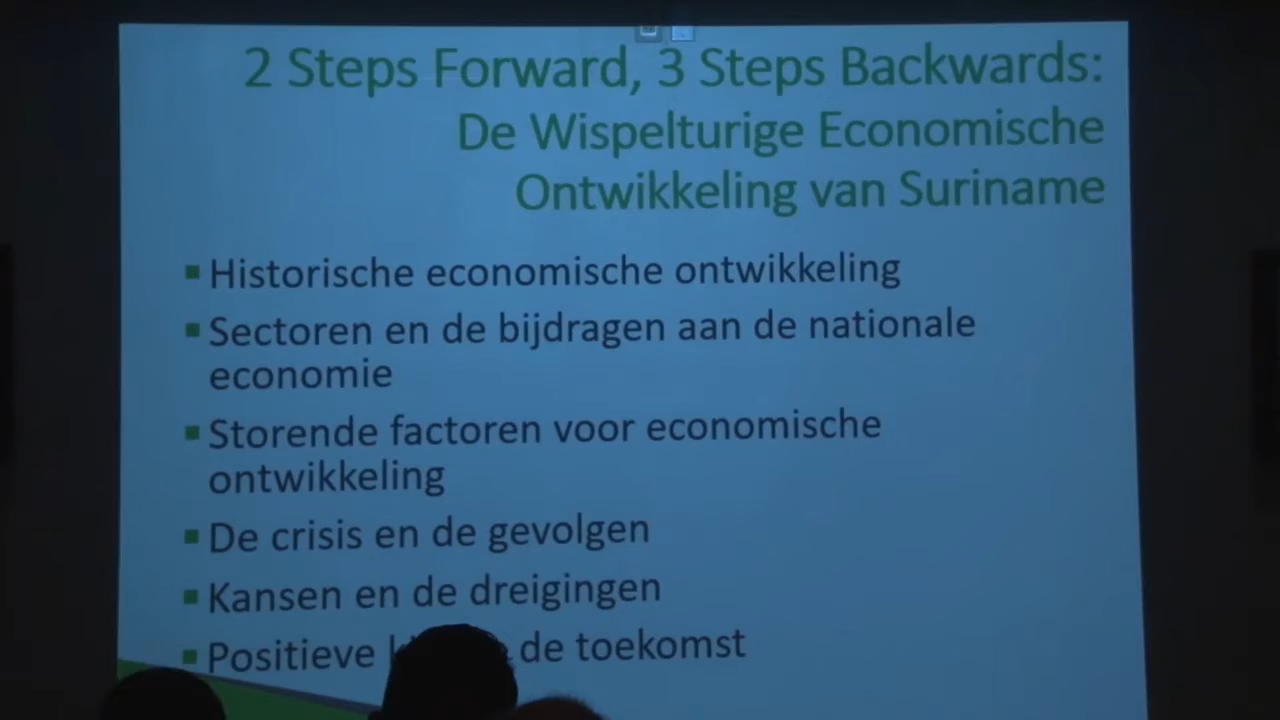 2 Steps Forward, 3 Steps Backwards:
De Wispelturige Economische
Ontwikkeling van Suriname
▪ Historische economische ontwikkeling
▪ Sectoren en de bijdragen aan de nationale
economie
▪ Storende factoren voor economische
ontwikkeling
▪ De crisis en de gevolgen
▪ Kansen en de dreigingen
▪ Positieve de toekomst